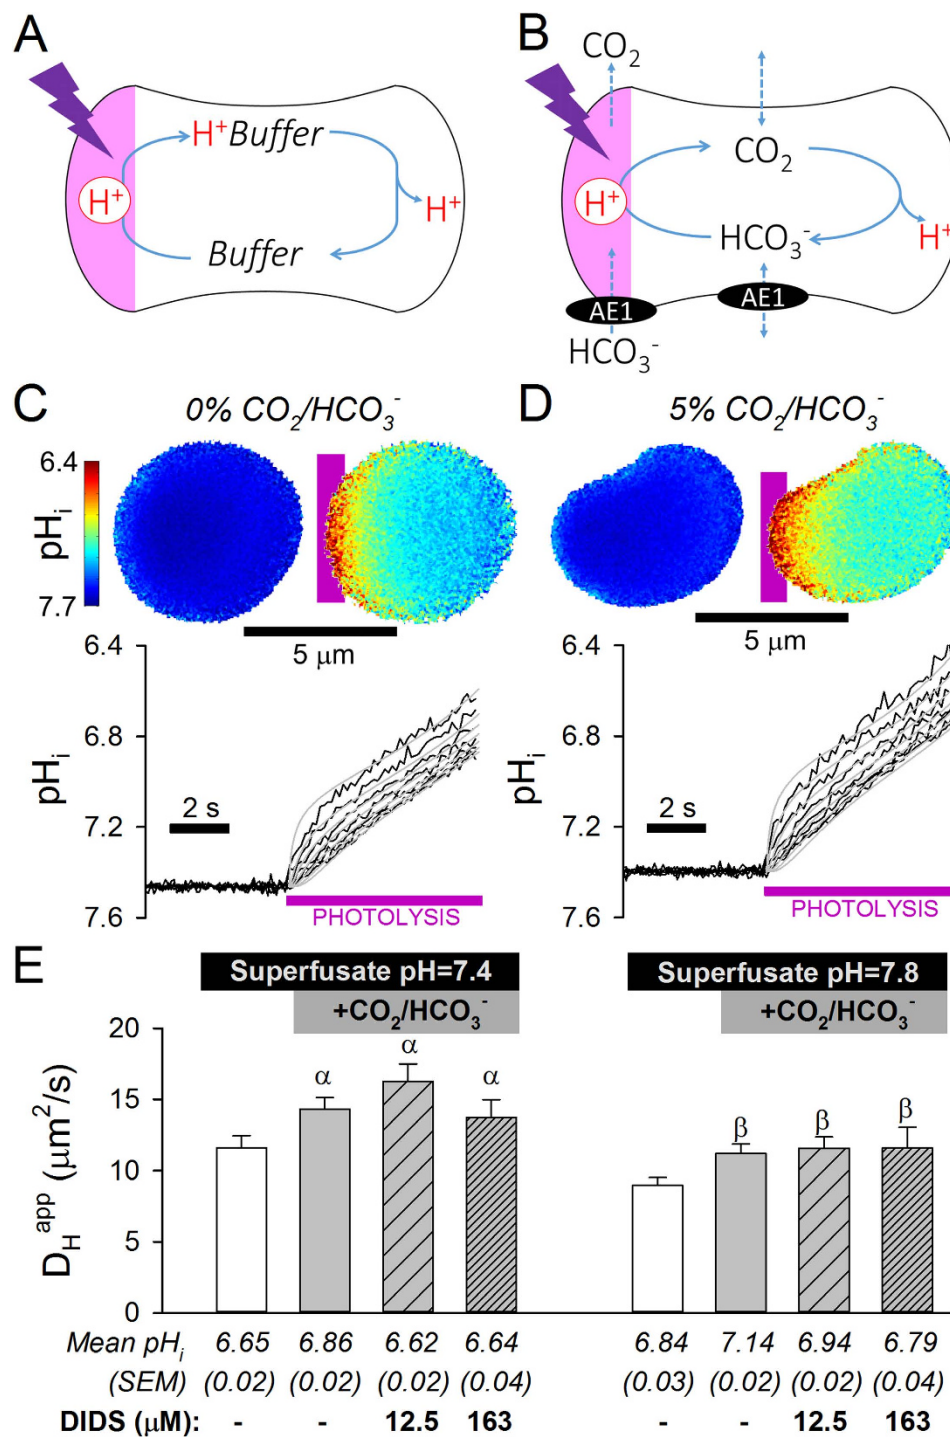 A
H⁺Buffer
H⁺
H⁺
Buffer
B
CO₂
CO₂
H⁺
HCO₃⁻
H⁺
AE1
AE1
HCO₃⁻
C
0% CO₂/HCO₃⁻
6.4
pHᵢ
7.7
5 μm
D
5% CO₂/HCO₃⁻
5 μm
6.4
6.8
7.2
7.6
pHᵢ
2 s
PHOTOLYSIS
6.4
6.8
7.2
7.6
pHᵢ
2 s
PHOTOLYSIS
E
Superfusate pH=7.4
+CO₂/HCO₃⁻
Superfusate pH=7.8
+CO₂/HCO₃⁻
20
15
10
5
0
D_H^app (μm²/s)
α
α
α
β
β
β
Mean pHᵢ 6.65 6.86 6.62 6.64 6.84 7.14 6.94 6.79
(SEM) (0.02) (0.02) (0.02) (0.04) (0.03) (0.02) (0.02) (0.04)
DIDS (μM): - - 12.5 163 - - 12.5 163